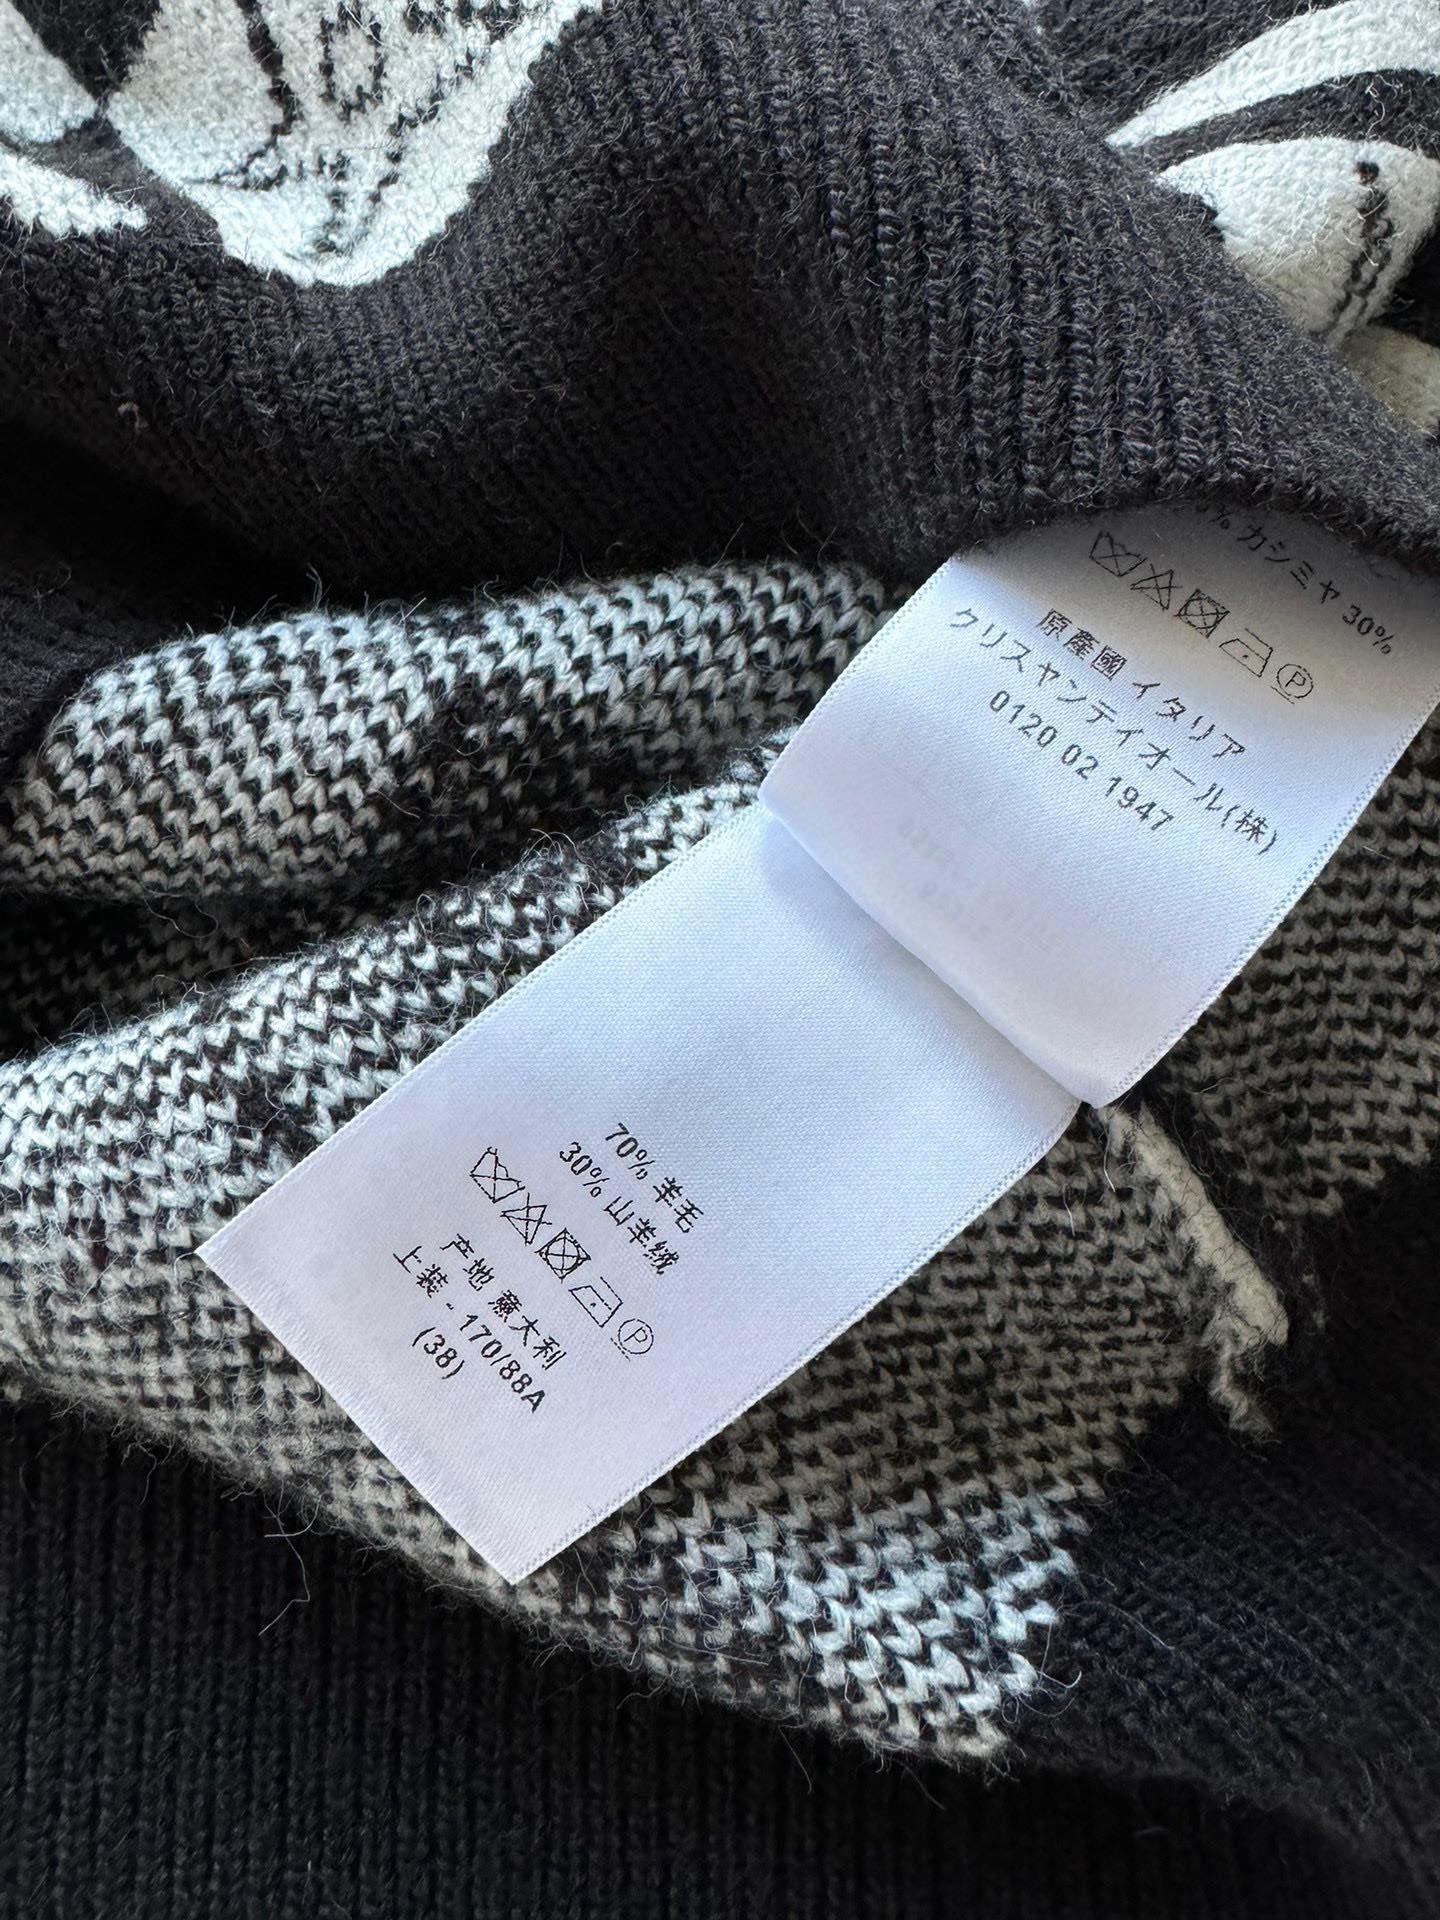 カシミヤ 30%
原産國 イタリア
クリスヤンディオール(株)
0120 02 1947
70% 羊毛
30% 山羊绒
产地 意大利
上装 - 170/88A
(38)